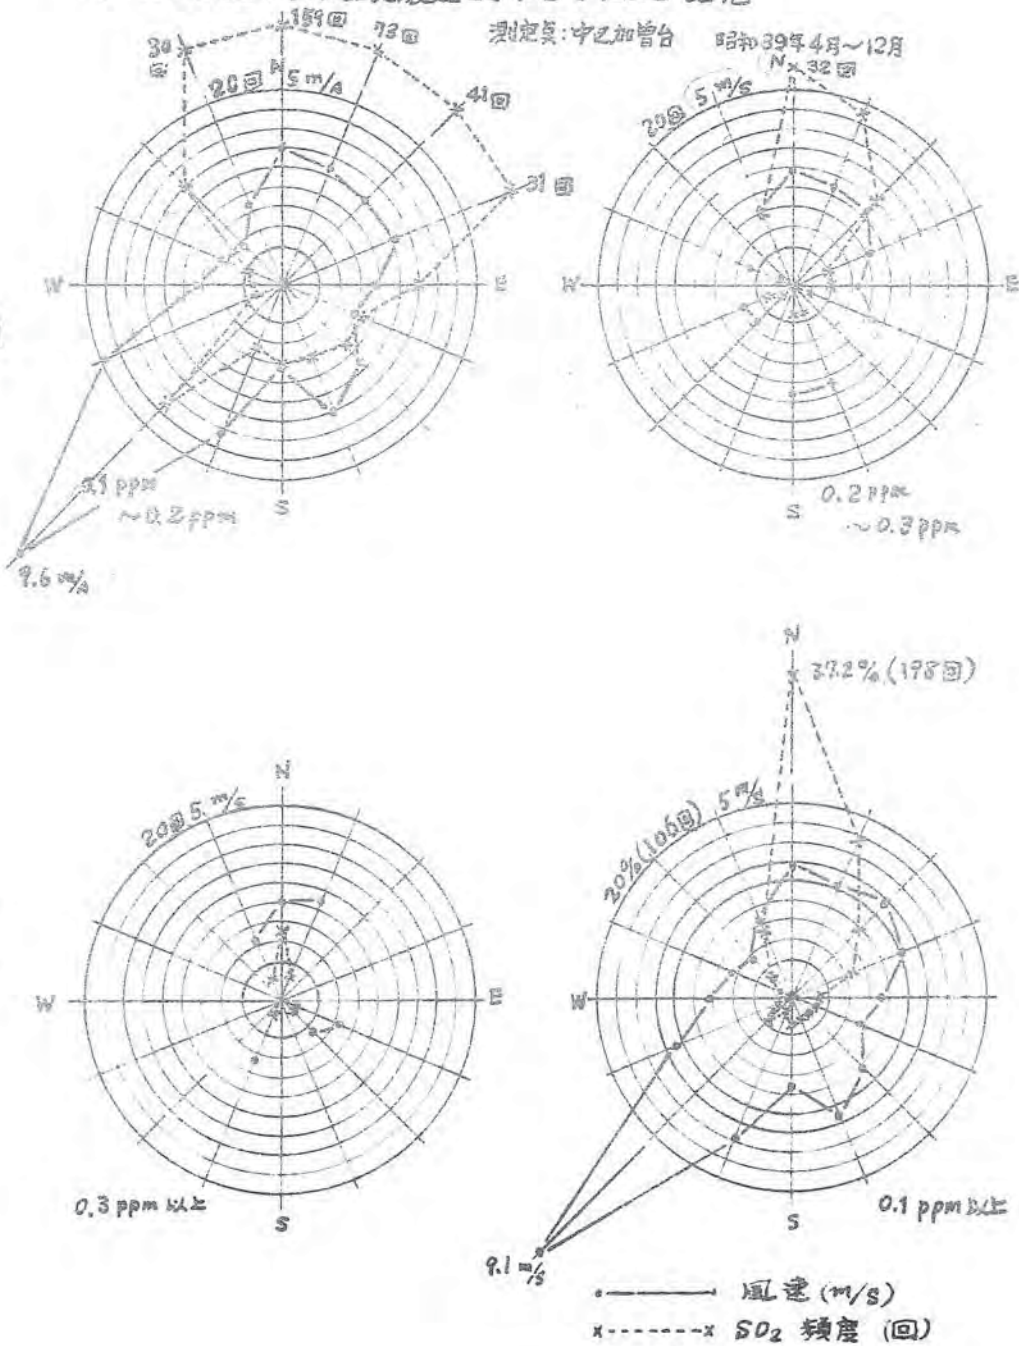 測定点:中乙加曽台 昭和39年4月~12月
159回
30回
73回
N
20回 5 m/s
41回
31回
W
E
S
0.1 ppm
~0.2 ppm
9.6 m/s
N 32回
20回 5 m/s
W
E
S
0.2 ppm
~0.3 ppm
N
20回 5 m/s
W
E
S
0.3 ppm 以上
N
37.2% (198回)
20% (106回) 5 m/s
W
E
S
0.1 ppm 以上
9.1 m/s
風速 (m/s)
SO2 頻度 (回)